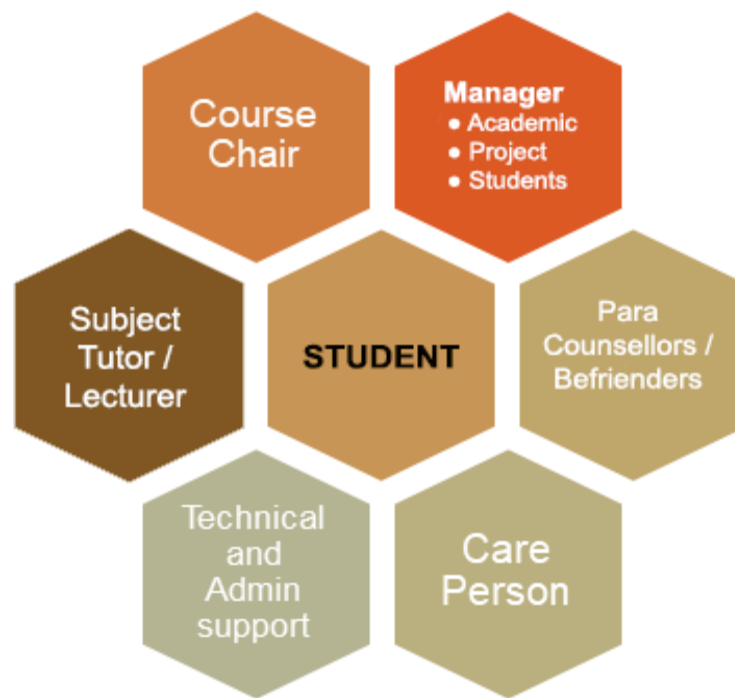 Course
Chair
Manager
● Academic
● Project
● Students
Subject
Tutor /
Lecturer
STUDENT
Para
Counsellors /
Befrienders
Technical
and
Admin
support
Care
Person